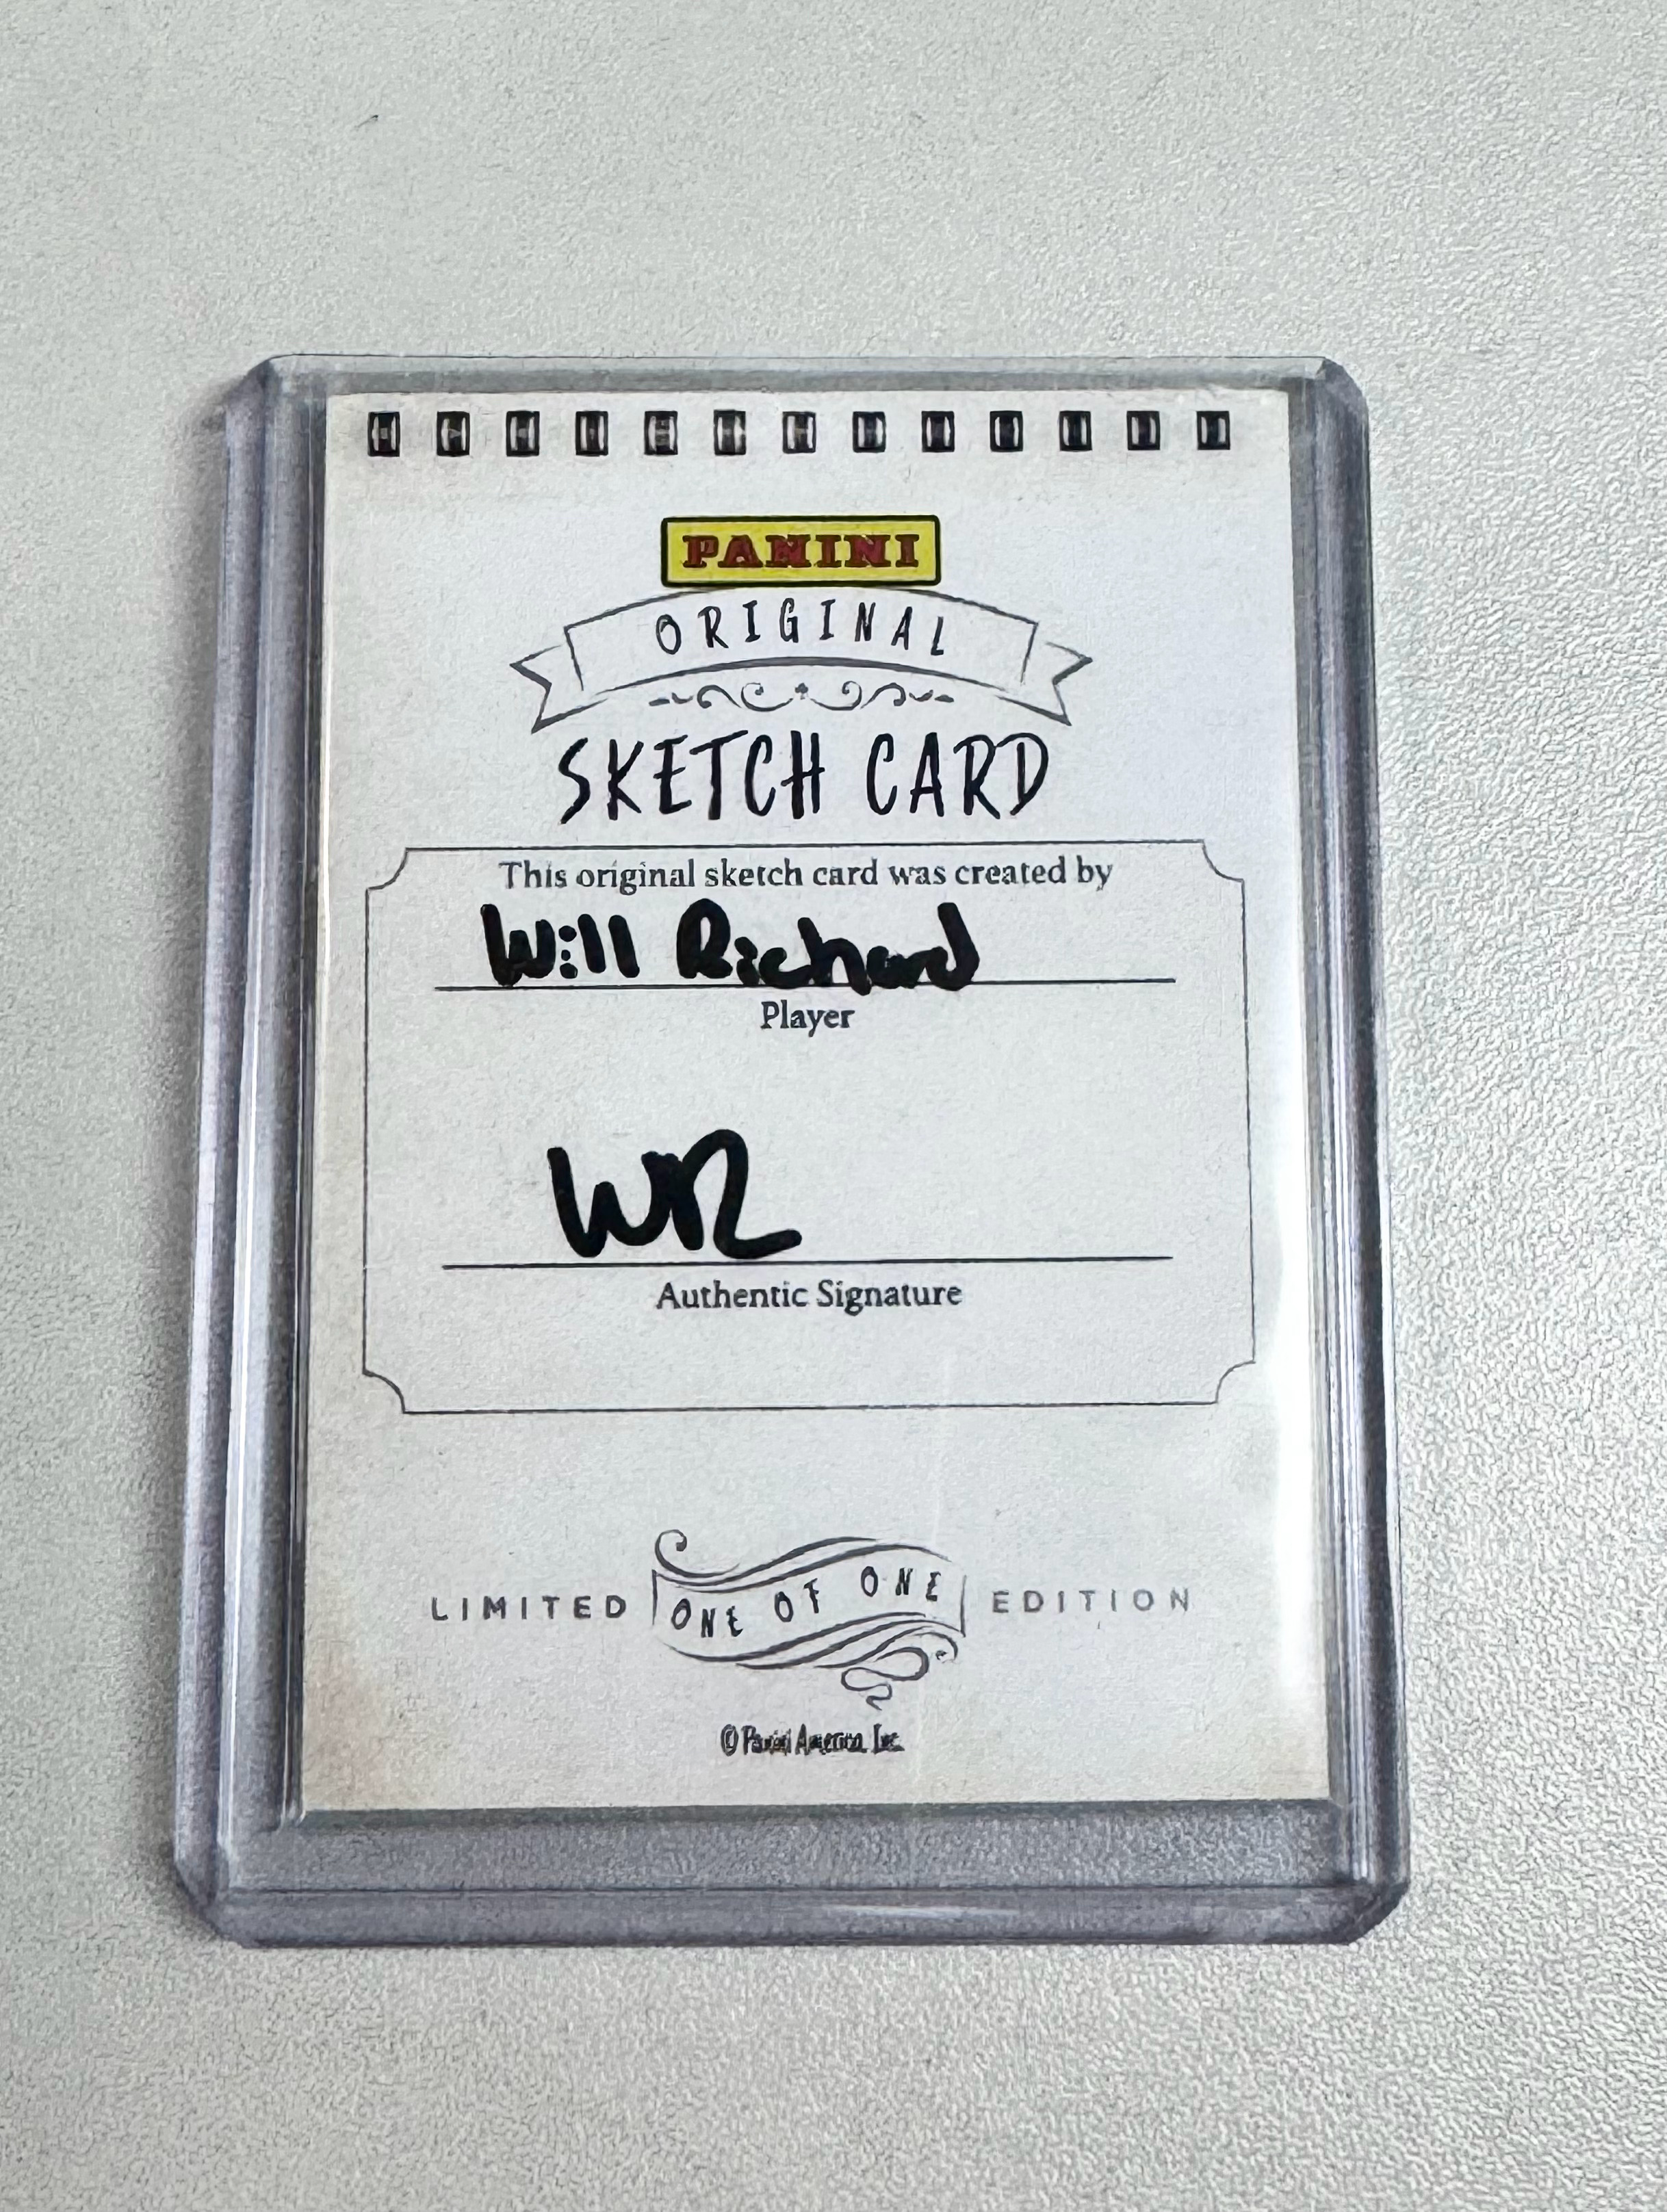 PANINI
ORIGINAL
SKETCH CARD
This original sketch card was created by
Will Richard
Player
WR
Authentic Signature
LIMITED ONE OF ONE EDITION
© Panini America, Inc.